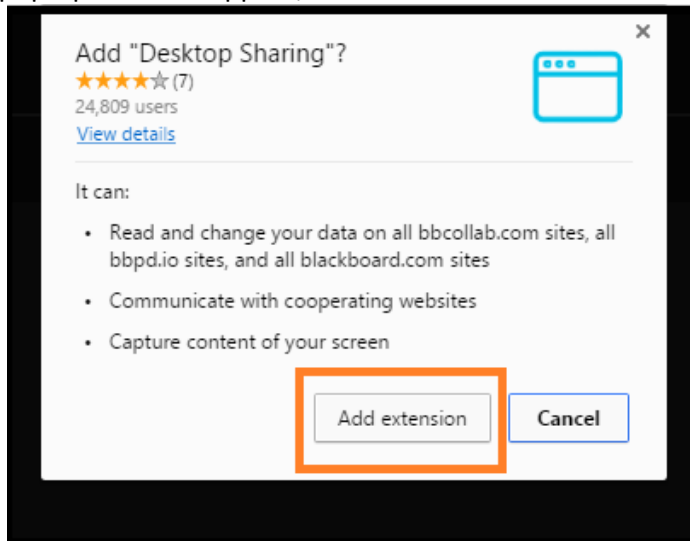 Add "Desktop Sharing"?
(7)
24,809 users
View details
It can:
• Read and change your data on all bbcollab.com sites, all
bbpd.io sites, and all blackboard.com sites
• Communicate with cooperating websites
• Capture content of your screen
Add extension Cancel